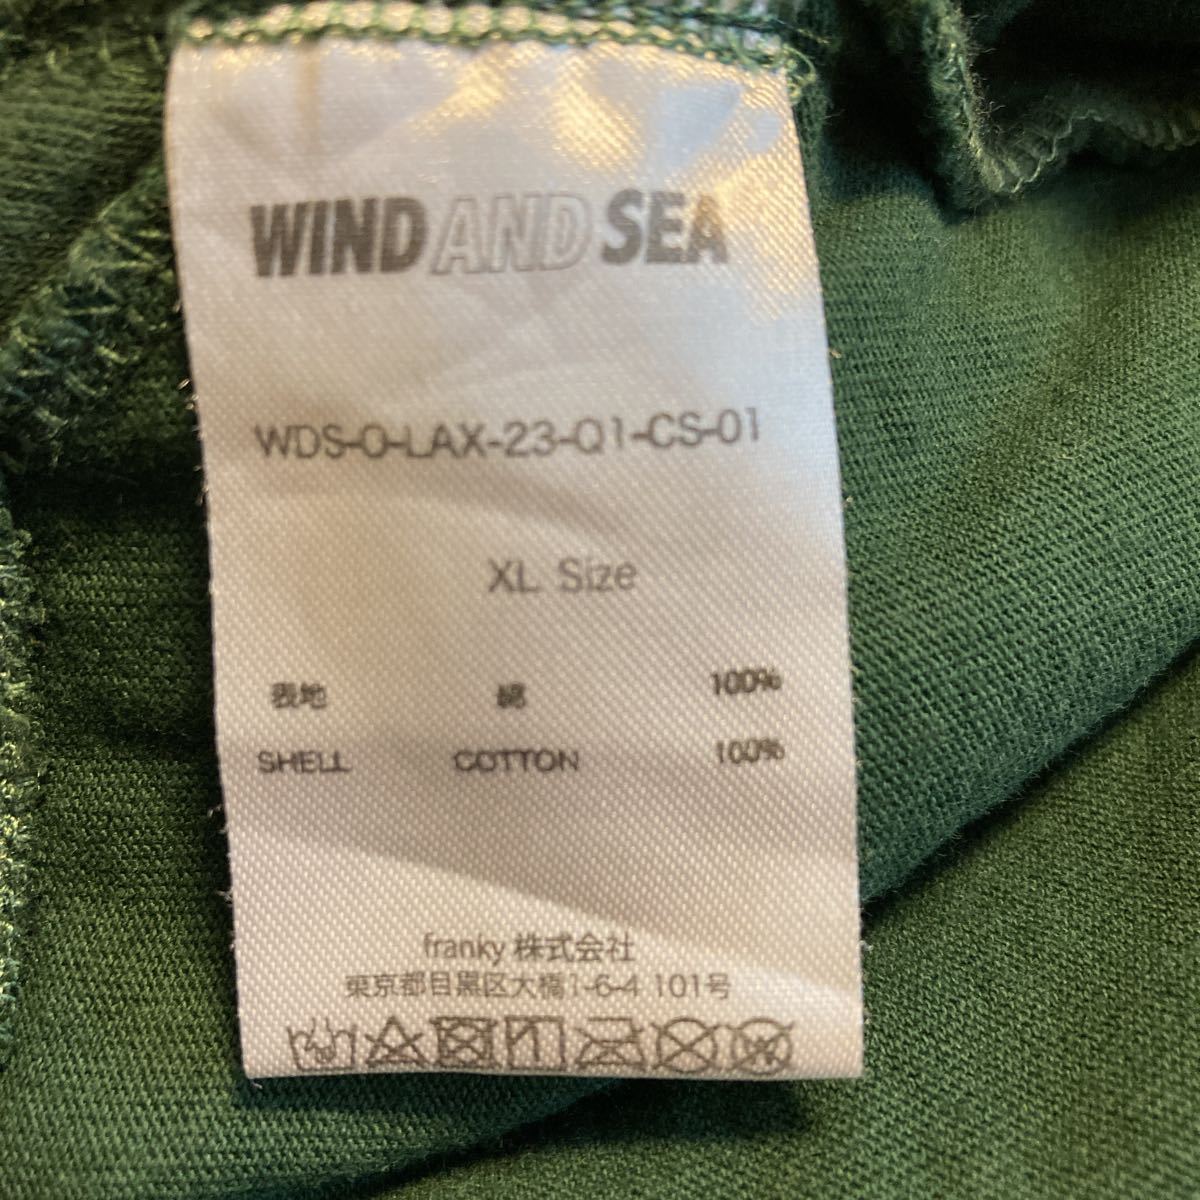 WIND AND SEA
WDS-O-LAX-23-Q1-CS-01
XL Size
表地 綿 100%
SHELL COTTON 100%
franky 株式会社
東京都目黒区大橋1-6-4 101号